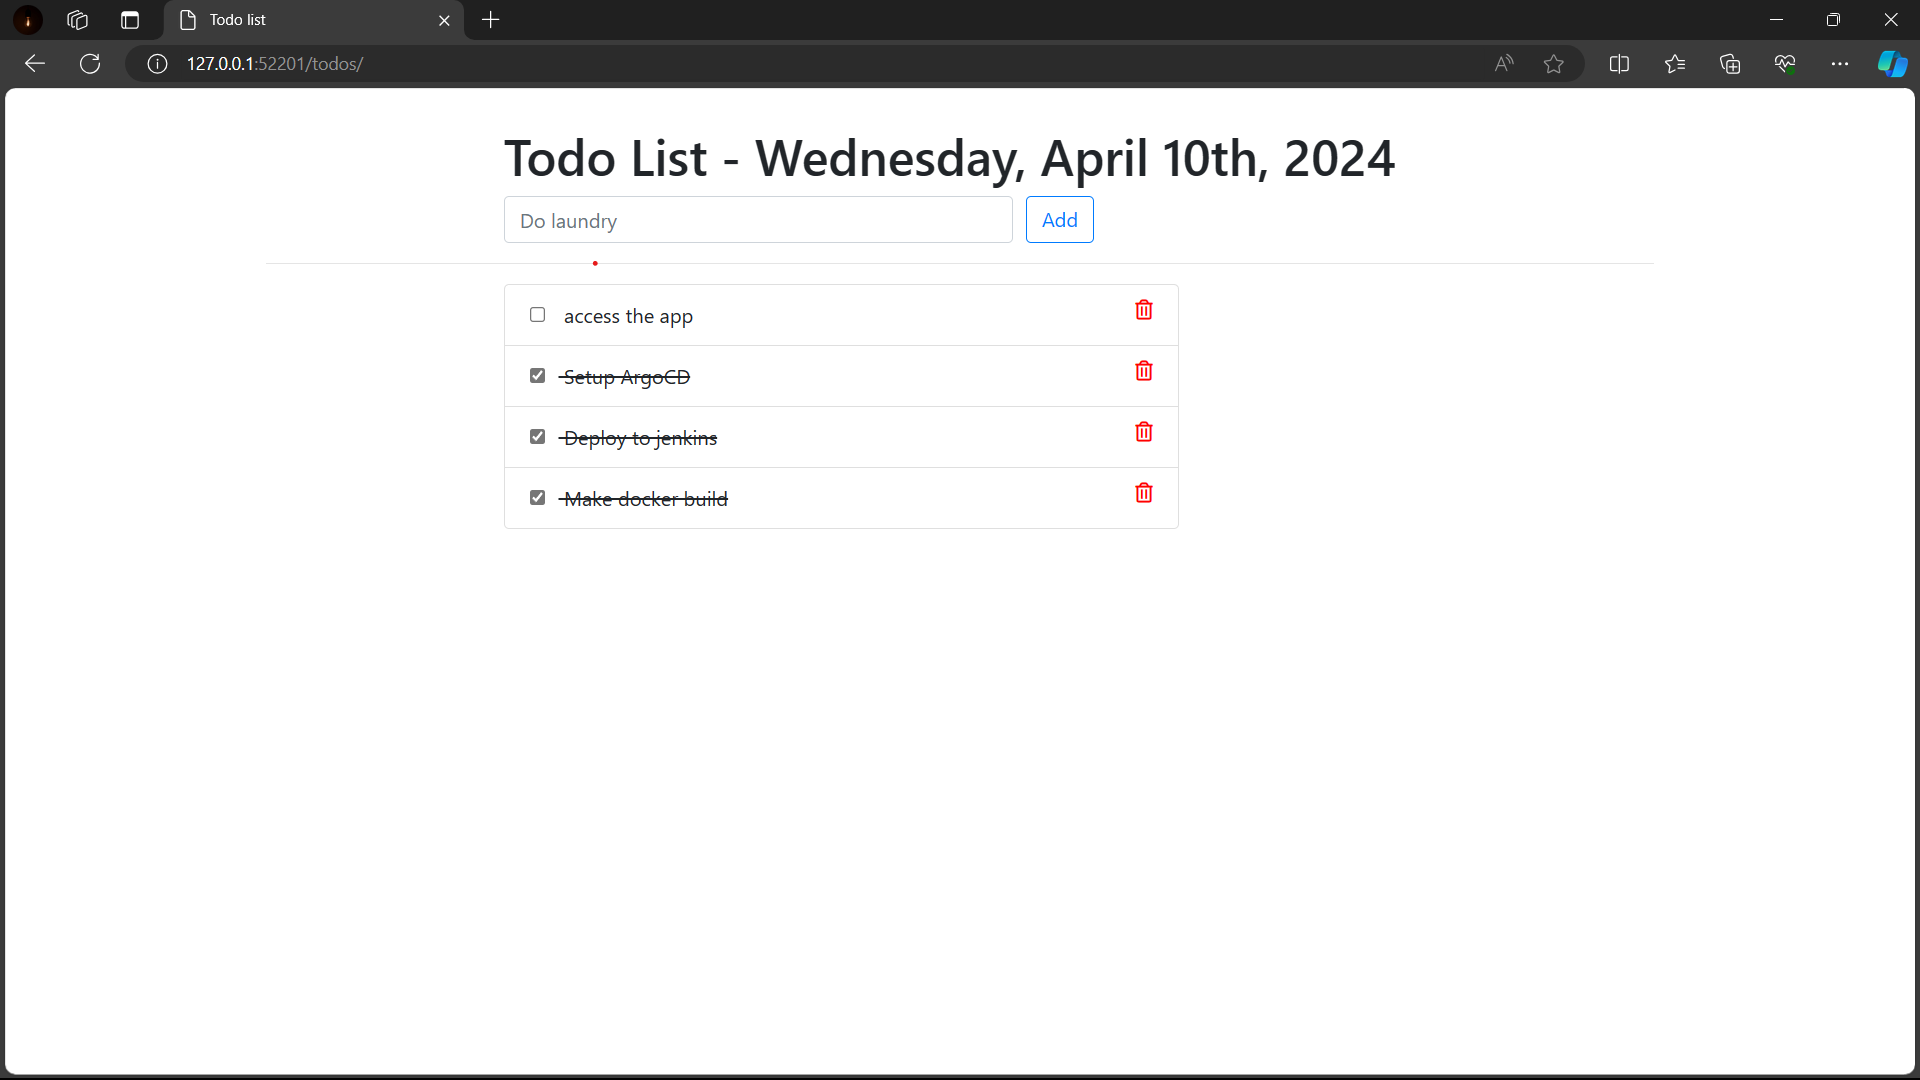 Todo list
127.0.0.1:52201/todos/
Todo List - Wednesday, April 10th, 2024
Do laundry
Add
access the app
Setup ArgoCD
Deploy to jenkins
Make docker build